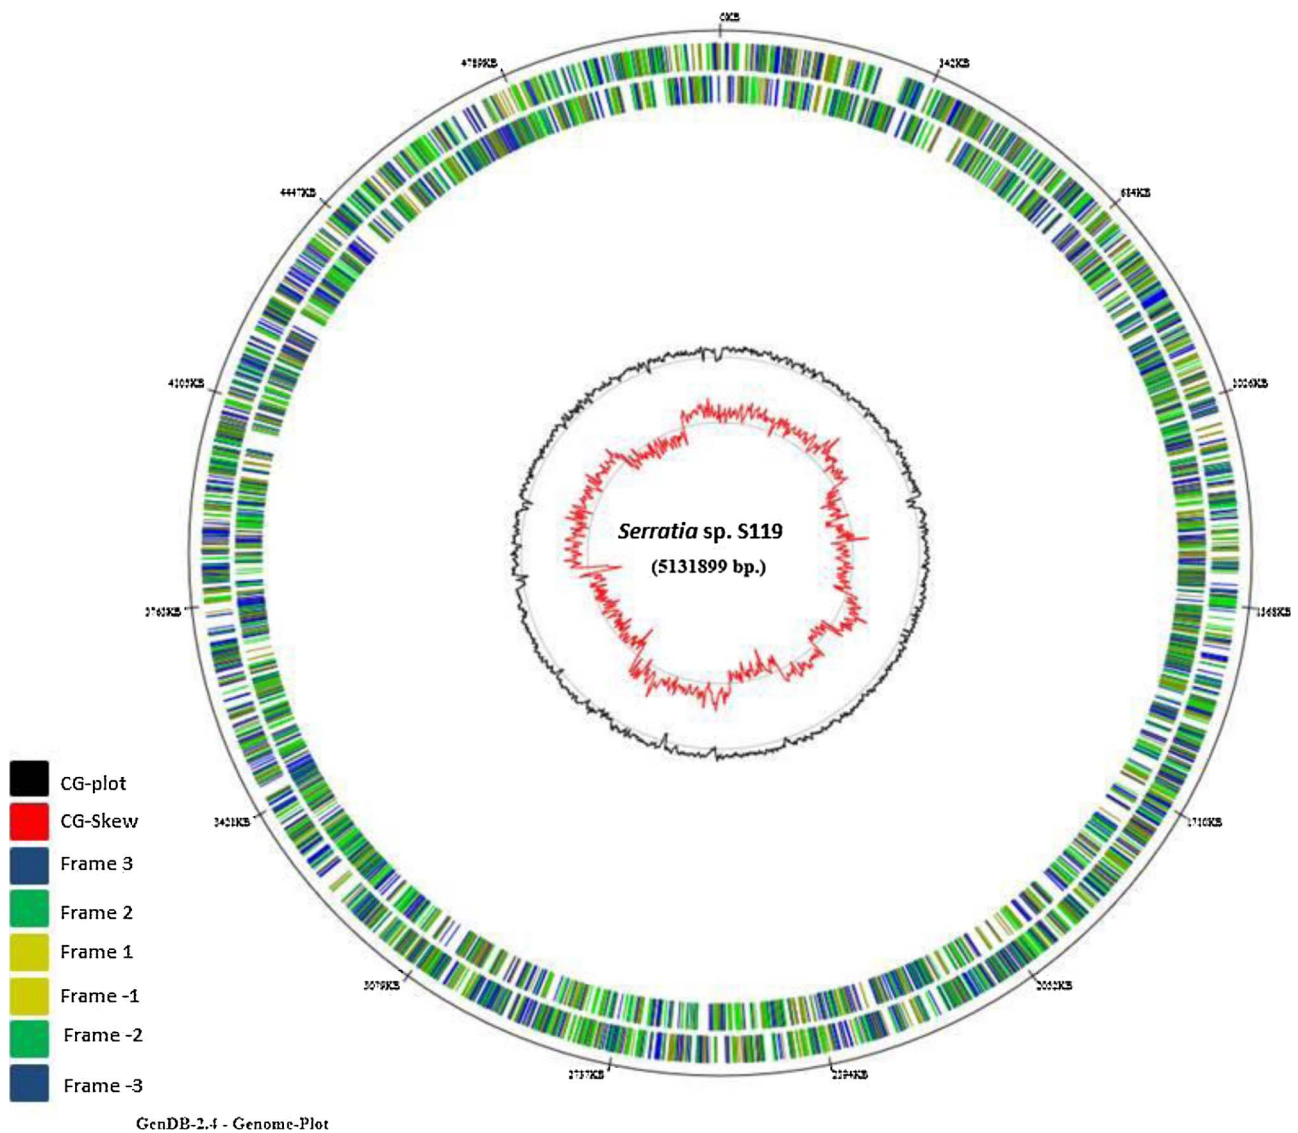 0KB
342KB
684KB
1026KB
1368KB
1710KB
2052KB
2394KB
2737KB
3079KB
3421KB
3763KB
4105KB
4447KB
4789KB
Serratia sp. S119
(5131899 bp.)
CG-plot
CG-Skew
Frame 3
Frame 2
Frame 1
Frame -1
Frame -2
Frame -3
GenDB-2.4 - Genome-Plot